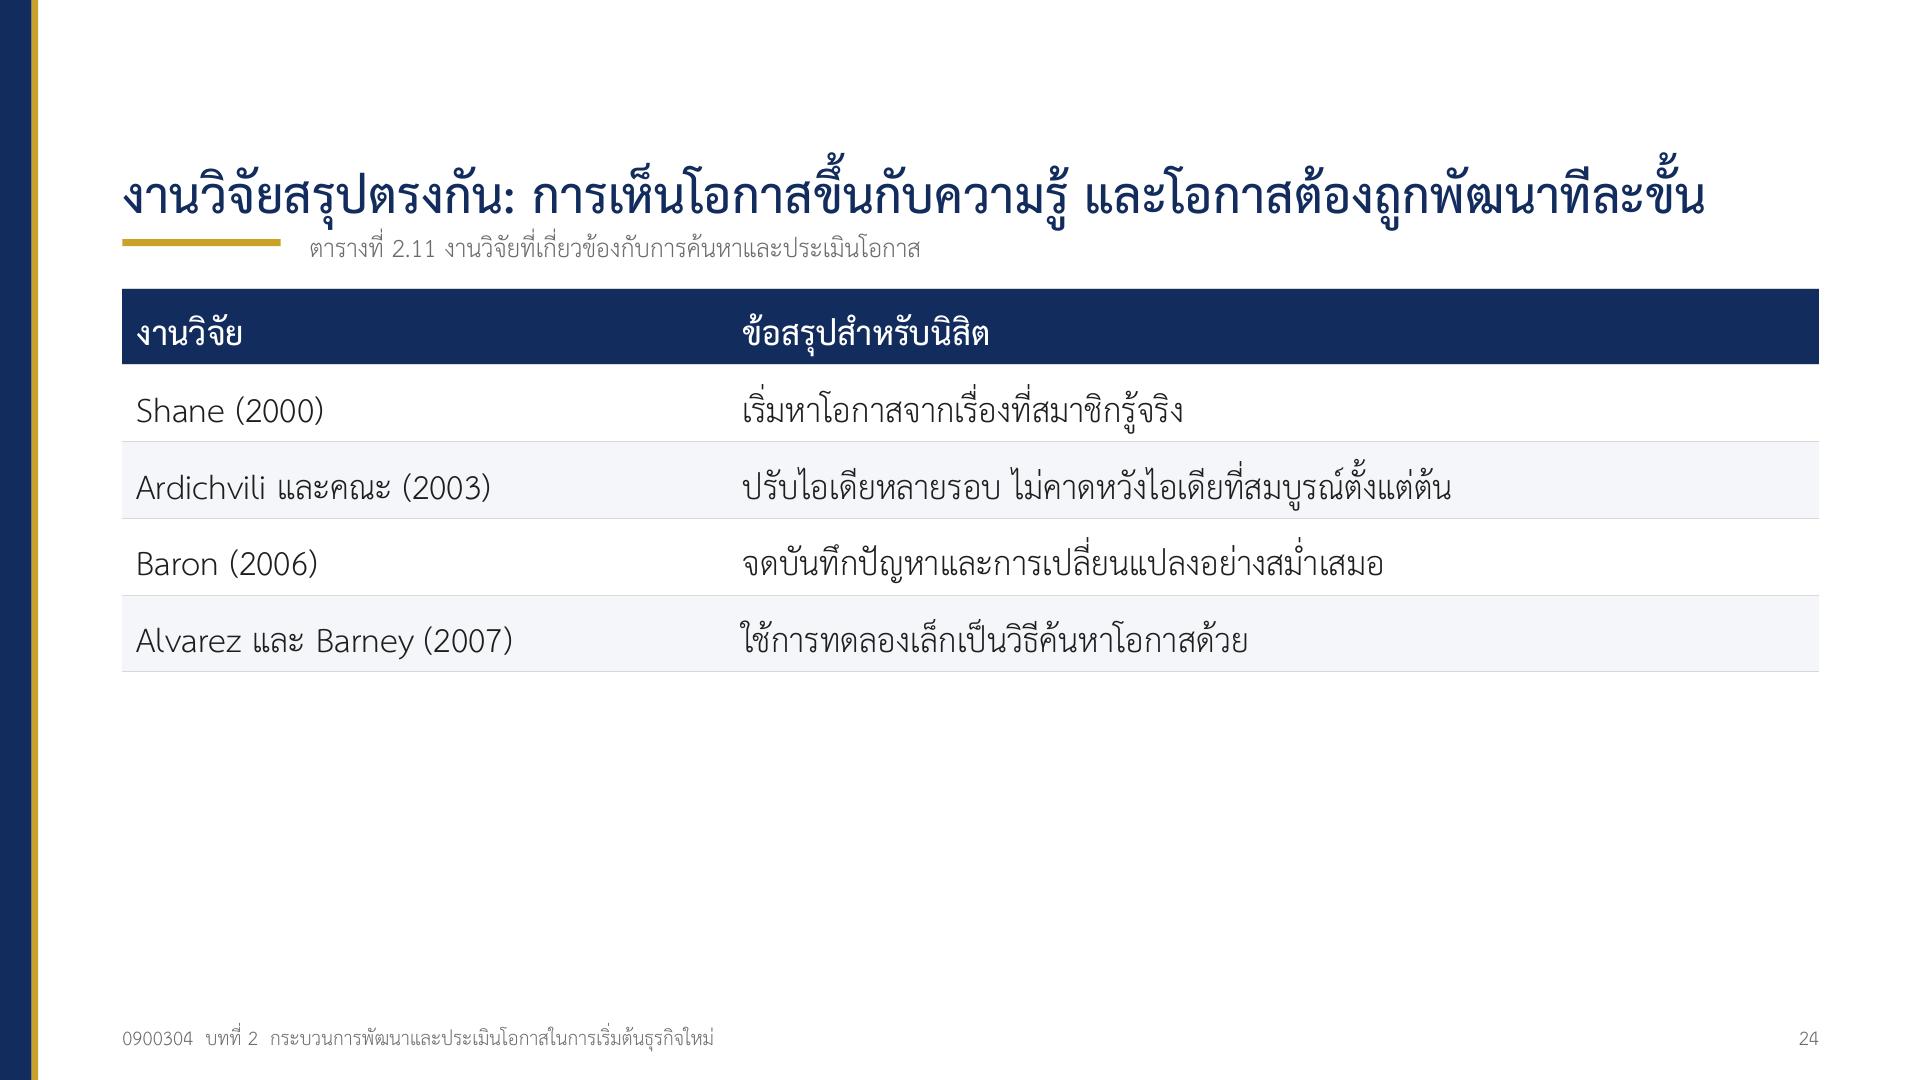 งานวิจัยสรุปตรงกัน: การเห็นโอกาสขึ้นกับความรู้ และโอกาสต้องถูกพัฒนาทีละขั้น
ตารางที่ 2.11 งานวิจัยที่เกี่ยวข้องกับการค้นหาและประเมินโอกาส
งานวิจัย ข้อสรุปสำหรับนิสิต
Shane (2000) เริ่มหาโอกาสจากเรื่องที่สมาชิกรู้จริง
Ardichvili และคณะ (2003) ปรับไอเดียหลายรอบ ไม่คาดหวังไอเดียที่สมบูรณ์ตั้งแต่ต้น
Baron (2006) จดบันทึกปัญหาและการเปลี่ยนแปลงอย่างสม่ำเสมอ
Alvarez และ Barney (2007) ใช้การทดลองเล็กเป็นวิธีค้นหาโอกาสด้วย
0900304 บทที่ 2 กระบวนการพัฒนาและประเมินโอกาสในการเริ่มต้นธุรกิจใหม่ 24